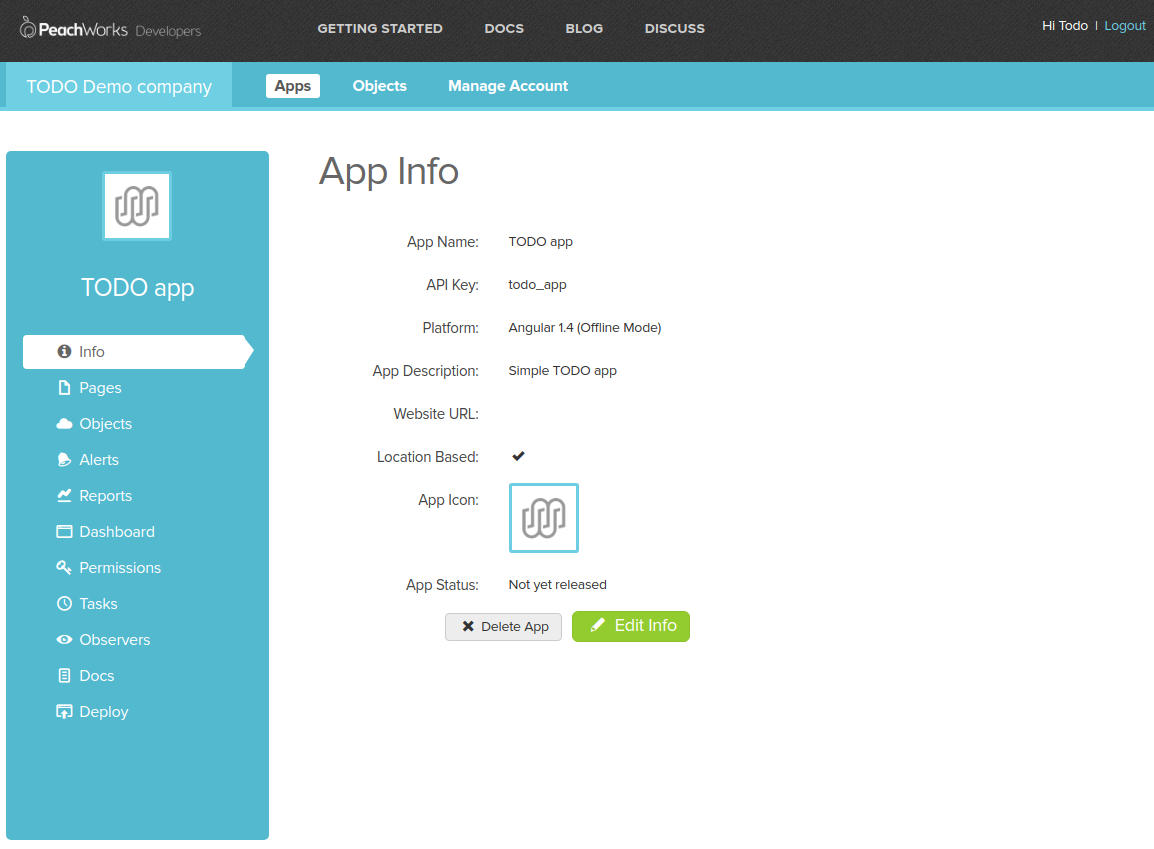 PeachWorks Developers
GETTING STARTED DOCS BLOG DISCUSS
Hi Todo | Logout
TODO Demo company
Apps Objects Manage Account
TODO app
Info
Pages
Objects
Alerts
Reports
Dashboard
Permissions
Tasks
Observers
Docs
Deploy
App Info
App Name: TODO app
API Key: todo_app
Platform: Angular 1.4 (Offline Mode)
App Description: Simple TODO app
Website URL:
Location Based:
App Icon:
App Status: Not yet released
Delete App Edit Info